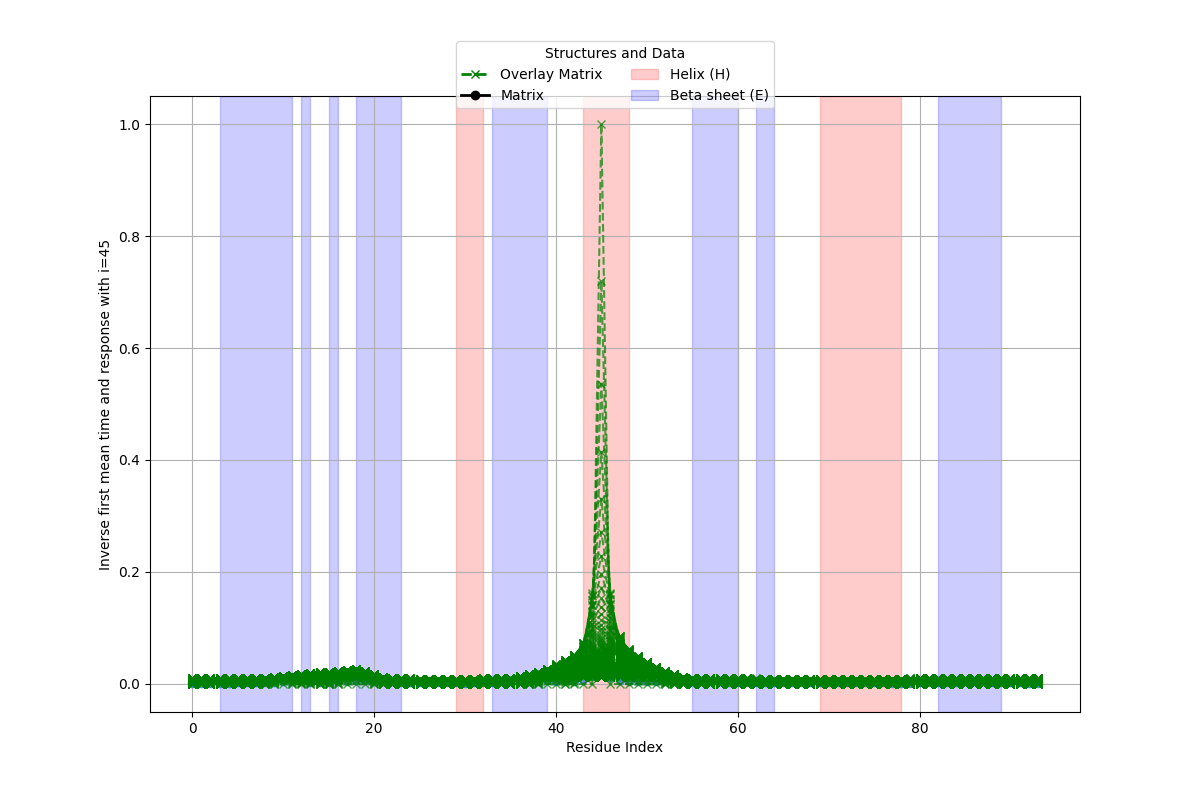 Structures and Data
Overlay Matrix
Helix (H)
Matrix
Beta sheet (E)
Inverse first mean time and response with i=45
1.0
0.8
0.6
0.4
0.2
0.0
0
20
40
60
80
Residue Index